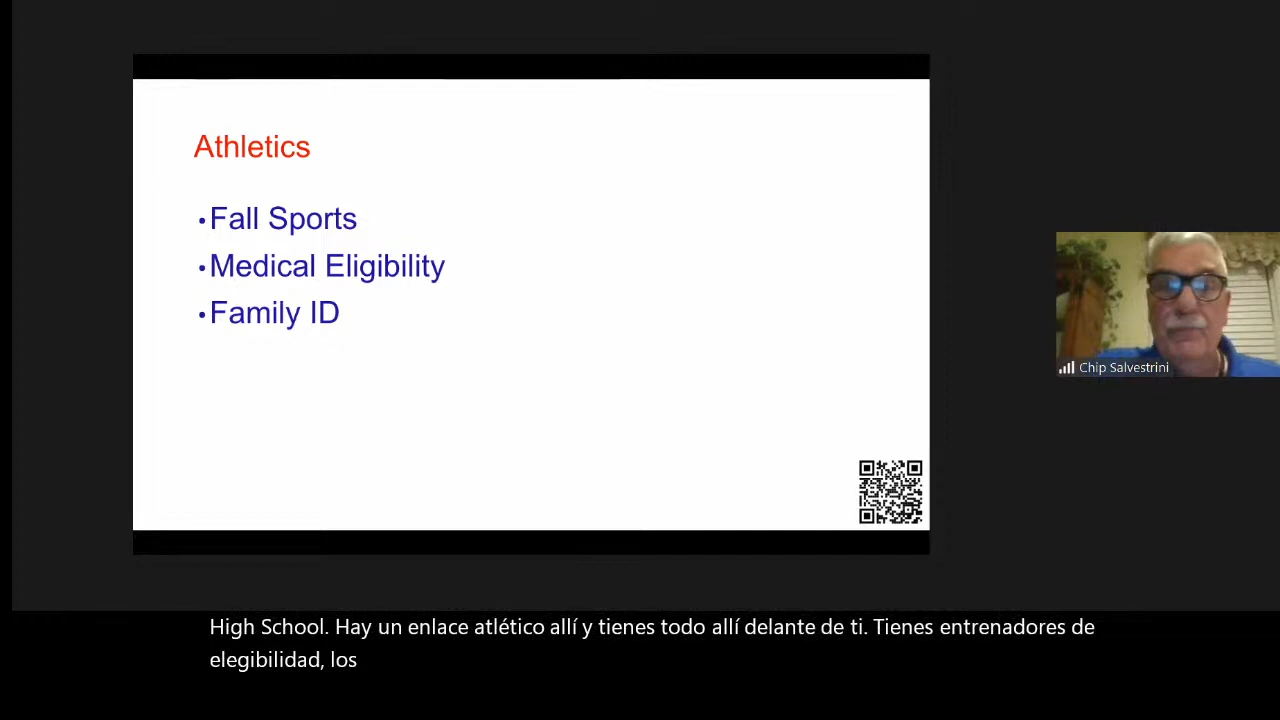 Athletics
•Fall Sports
•Medical Eligibility
•Family ID
Chip Salvestrini
High School. Hay un enlace atlético allí y tienes todo allí delante de ti. Tienes entrenadores de
elegibilidad, los